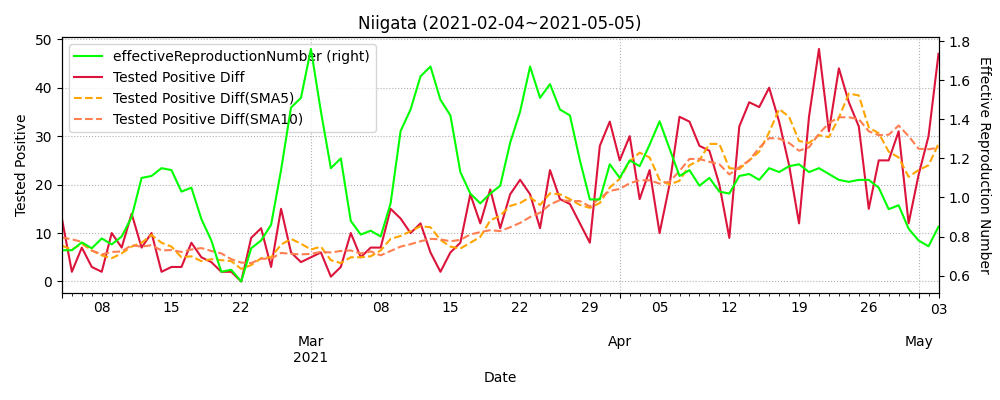 Niigata (2021-02-04~2021-05-05)
effectiveReproductionNumber (right)
Tested Positive Diff
Tested Positive Diff(SMA5)
Tested Positive Diff(SMA10)
Tested Positive
50
40
30
20
10
0
1.8
1.6
1.4
1.2
1.0
0.8
0.6
Effective Reproduction Number
08 15 22 08 15 22 29 05 12 19 26 03
Mar Apr May
2021
Date